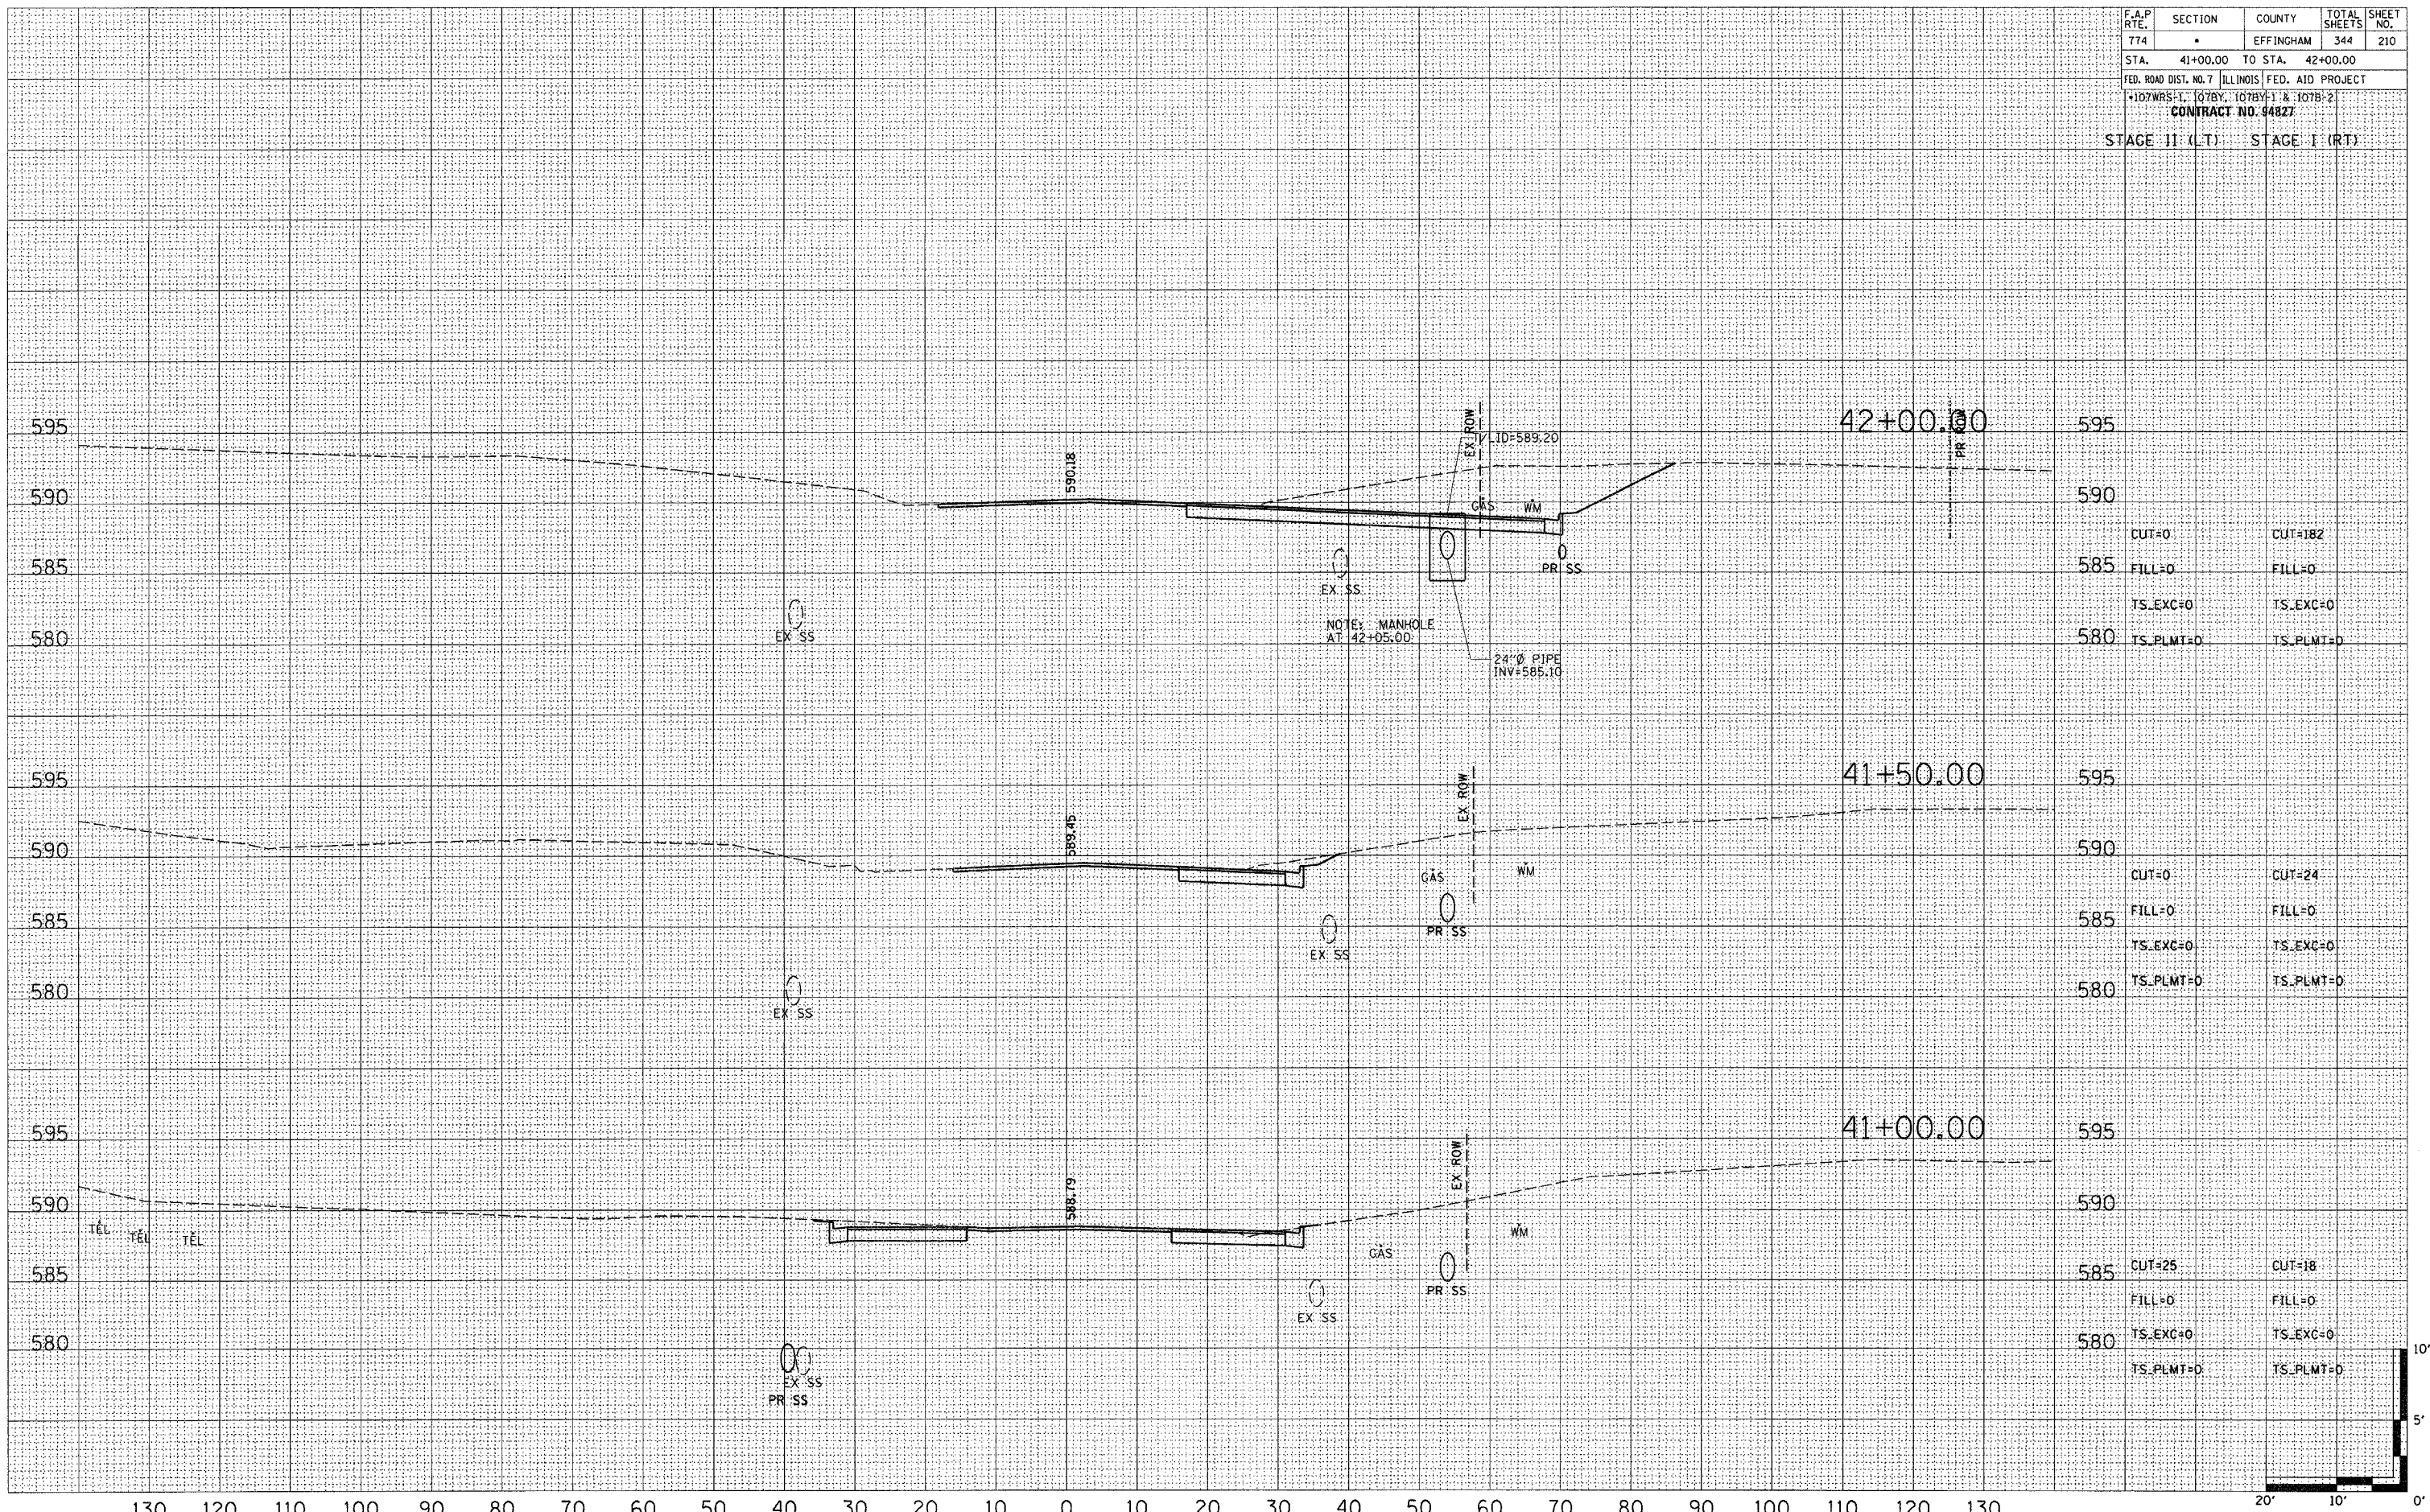 F.A.P RTE. SECTION COUNTY TOTAL SHEETS SHEET NO.
774 • EFFINGHAM 344 210
STA. 41+00.00 TO STA. 42+00.00
FED. ROAD DIST. NO. 7 ILLINOIS FED. AID PROJECT
•107WRS-1, 107BY, 107BY-1 & 107B-2
CONTRACT NO. 94827
STAGE II (LT) STAGE I (RT)
42+00.00
595 595
EX ROW
PR ROW
LID=589.20
590.18
590 590
GAS WM
CUT=0 CUT=182
585 585
EX SS
PR SS
FILL=0 FILL=0
EX SS
TS_EXC=0 TS_EXC=0
NOTE: MANHOLE
AT 42+05.00
580 580
TS_PLMT=0 TS_PLMT=0
24"Ø PIPE
INV=585.10
41+50.00
595 595
EX ROW
589.45
590 590
GAS WM
CUT=0 CUT=24
585 585
FILL=0 FILL=0
PR SS
EX SS
TS_EXC=0 TS_EXC=0
580 580
TS_PLMT=0 TS_PLMT=0
EX SS
41+00.00
595 595
EX ROW
588.79
590 590
TEL TEL TEL
GAS WM
585 585
CUT=25 CUT=18
PR SS
EX SS
FILL=0 FILL=0
580 580
TS_EXC=0 TS_EXC=0
TS_PLMT=0 TS_PLMT=0
EX SS
PR SS
10'
5'
0'
20' 10'
130 120 110 100 90 80 70 60 50 40 30 20 10 0 10 20 30 40 50 60 70 80 90 100 110 120 130